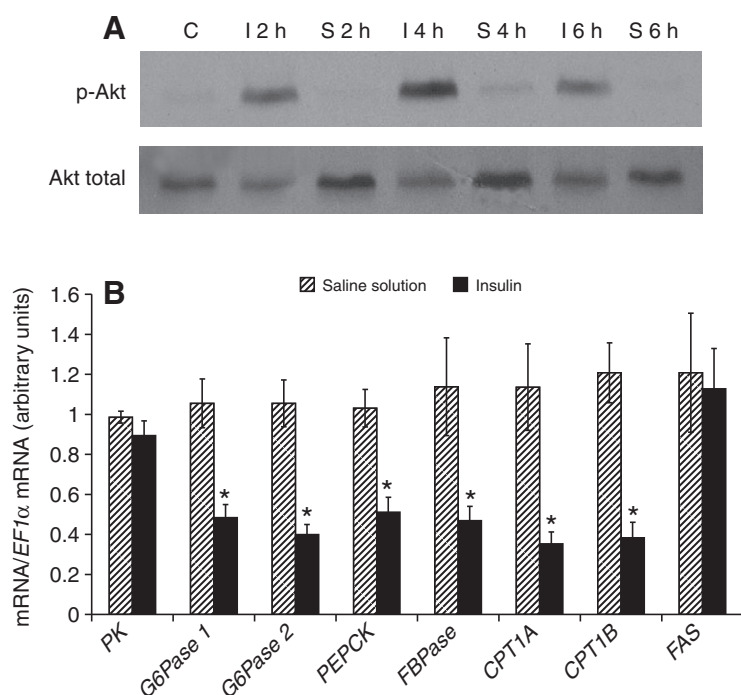 A
C I 2 h S 2 h I 4 h S 4 h I 6 h S 6 h
p-Akt
Akt total
B
Saline solution Insulin
mRNA/EF1α mRNA (arbitrary units)
1.6
1.4
1.2
1
0.8
0.6
0.4
0.2
0
* * * * * *
PK G6Pase 1 G6Pase 2 PEPCK FBPase CPT1A CPT1B FAS